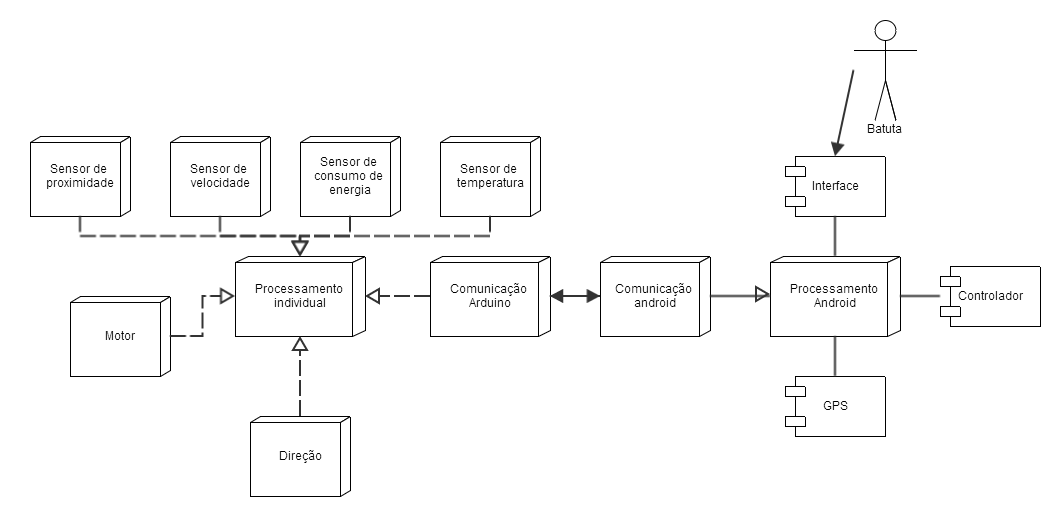 Batuta
Sensor de
proximidade
Sensor de
velocidade
Sensor de
consumo de
energia
Sensor de
temperatura
Interface
Processamento
individual
Comunicação
Arduino
Comunicação
android
Processamento
Android
Controlador
Motor
GPS
Direção